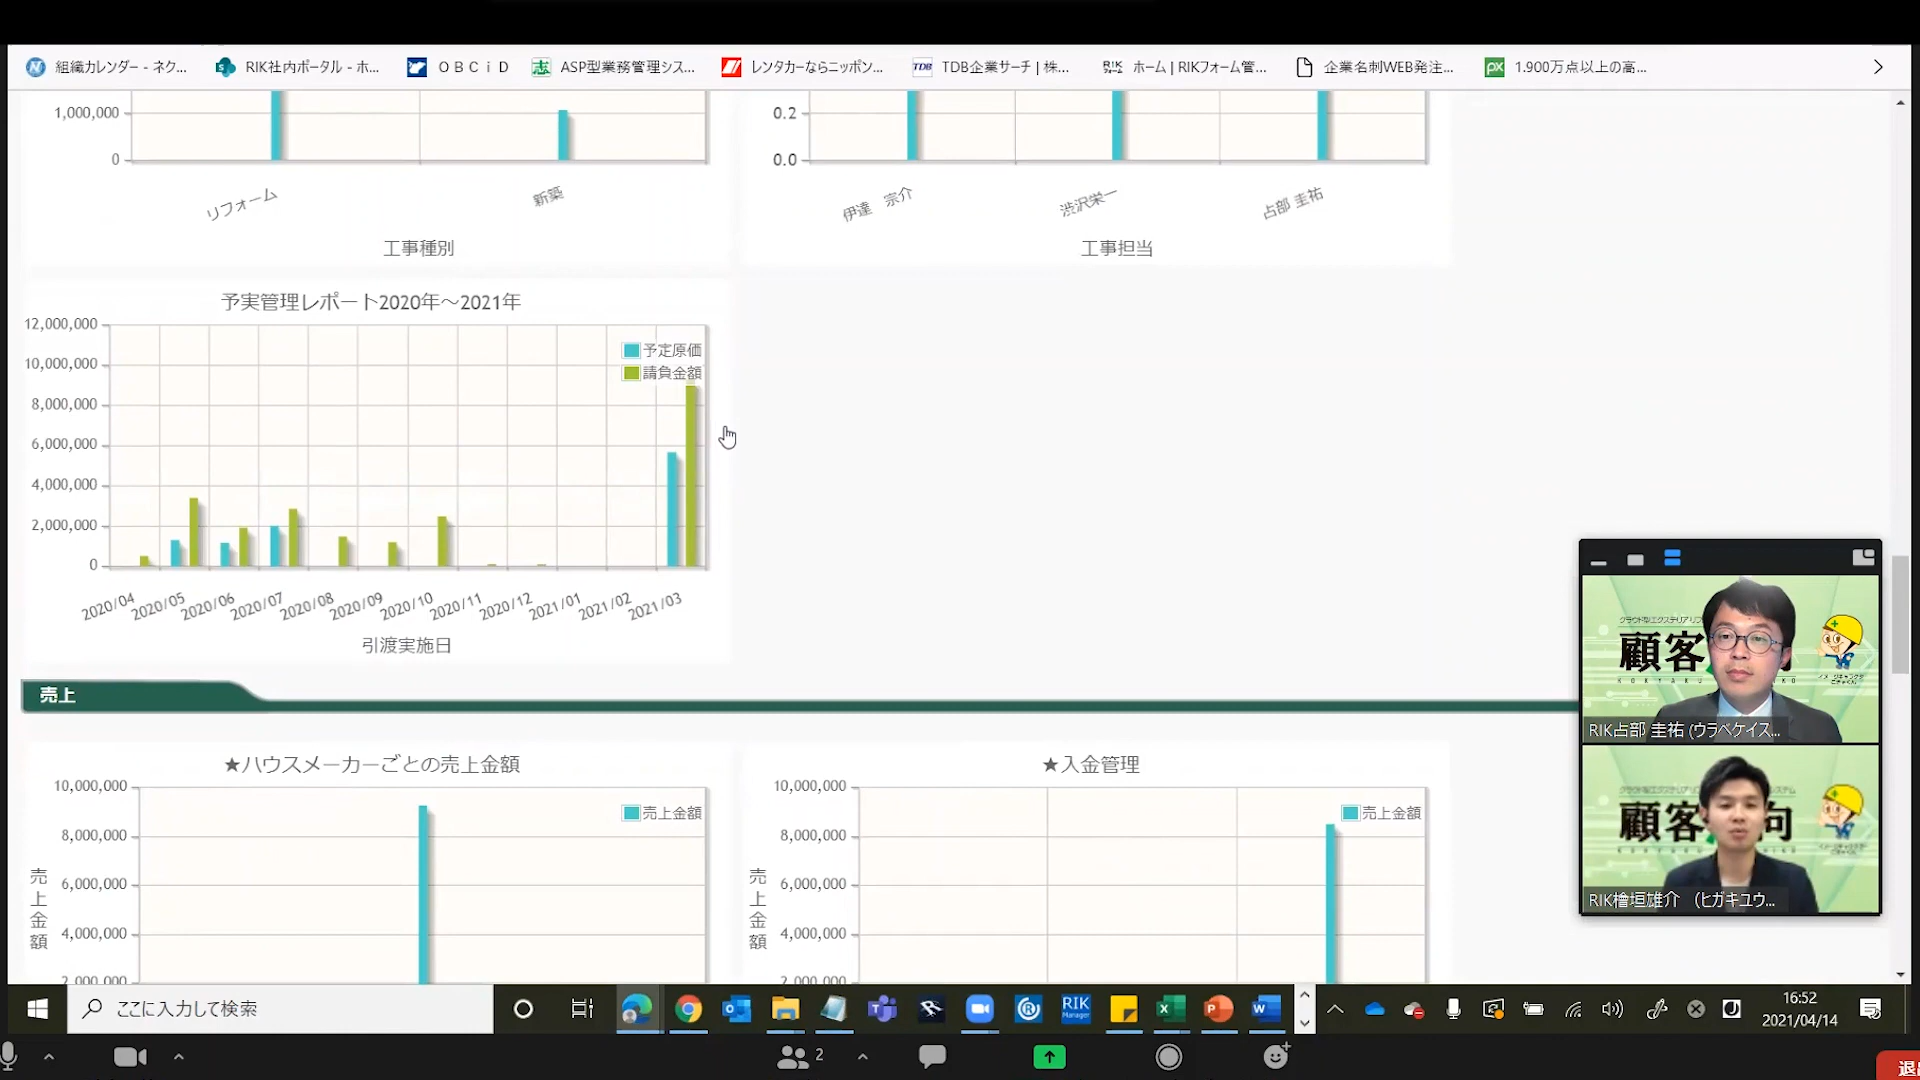 組織カレンダー - ネク...
RIK社内ポータル - ホ...
ＯＢＣｉＤ
ASP型業務管理シス...
レンタカーならニッポン...
TDB企業サーチ | 株...
ホーム | RIKフォーム管...
企業名刺WEB発注...
1.900万点以上の高...
1,000,000
0
リフォーム
新築
工事種別
0.2
0.0
伊達　宗介
渋沢栄一
占部 圭祐
工事担当
予実管理レポート2020年～2021年
12,000,000
10,000,000
8,000,000
6,000,000
4,000,000
2,000,000
0
予定原価
請負金額
2020/04
2020/05
2020/06
2020/07
2020/08
2020/09
2020/10
2020/11
2020/12
2021/01
2021/02
2021/03
引渡実施日
売上
★ハウスメーカーごとの売上金額
10,000,000
8,000,000
6,000,000
4,000,000
2,000,000
売上金額
売上金額
★入金管理
10,000,000
8,000,000
6,000,000
4,000,000
2,000,000
売上金額
売上金額
顧客
RIK占部 圭祐 (ウラベケイス...
顧客 向
RIK檜垣雄介　(ヒガキユウ...
ここに入力して検索
RIK
Manager
16:52
2021/04/14
2